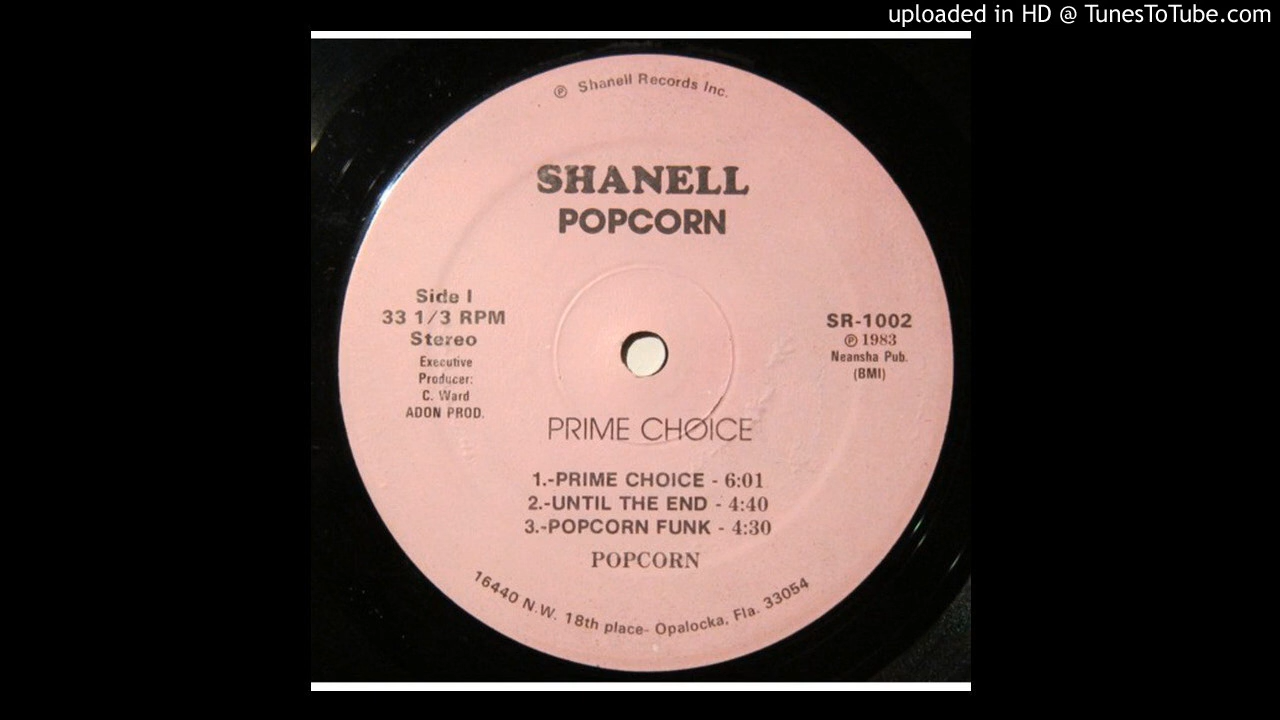 uploaded in HD @ TunesToTube.com
℗ Shanell Records Inc.
SHANELL
POPCORN
Side I
33 1/3 RPM
Stereo
Executive
Producer:
C. Ward
ADON PROD.
SR-1002
℗ 1983
Neansha Pub.
(BMI)
PRIME CHOICE
1.-PRIME CHOICE - 6:01
2.-UNTIL THE END - 4:40
3.-POPCORN FUNK - 4:30
POPCORN
16440 N.W. 18th place- Opalocka, Fla. 33054